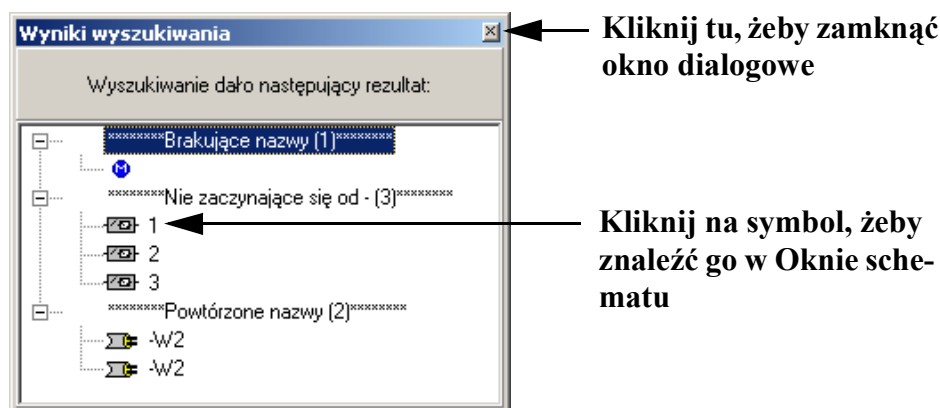 Wyniki wyszukiwania
Kliknij tu, żeby zamknąć
okno dialogowe
Wyszukiwanie dało następujący rezultat:
********Brakujące nazwy (1)********
M
********Nie zaczynające się od - (3)********
1
2
3
Kliknij na symbol, żeby
znaleźć go w Oknie sche-
matu
********Powtórzone nazwy (2)********
-W2
-W2